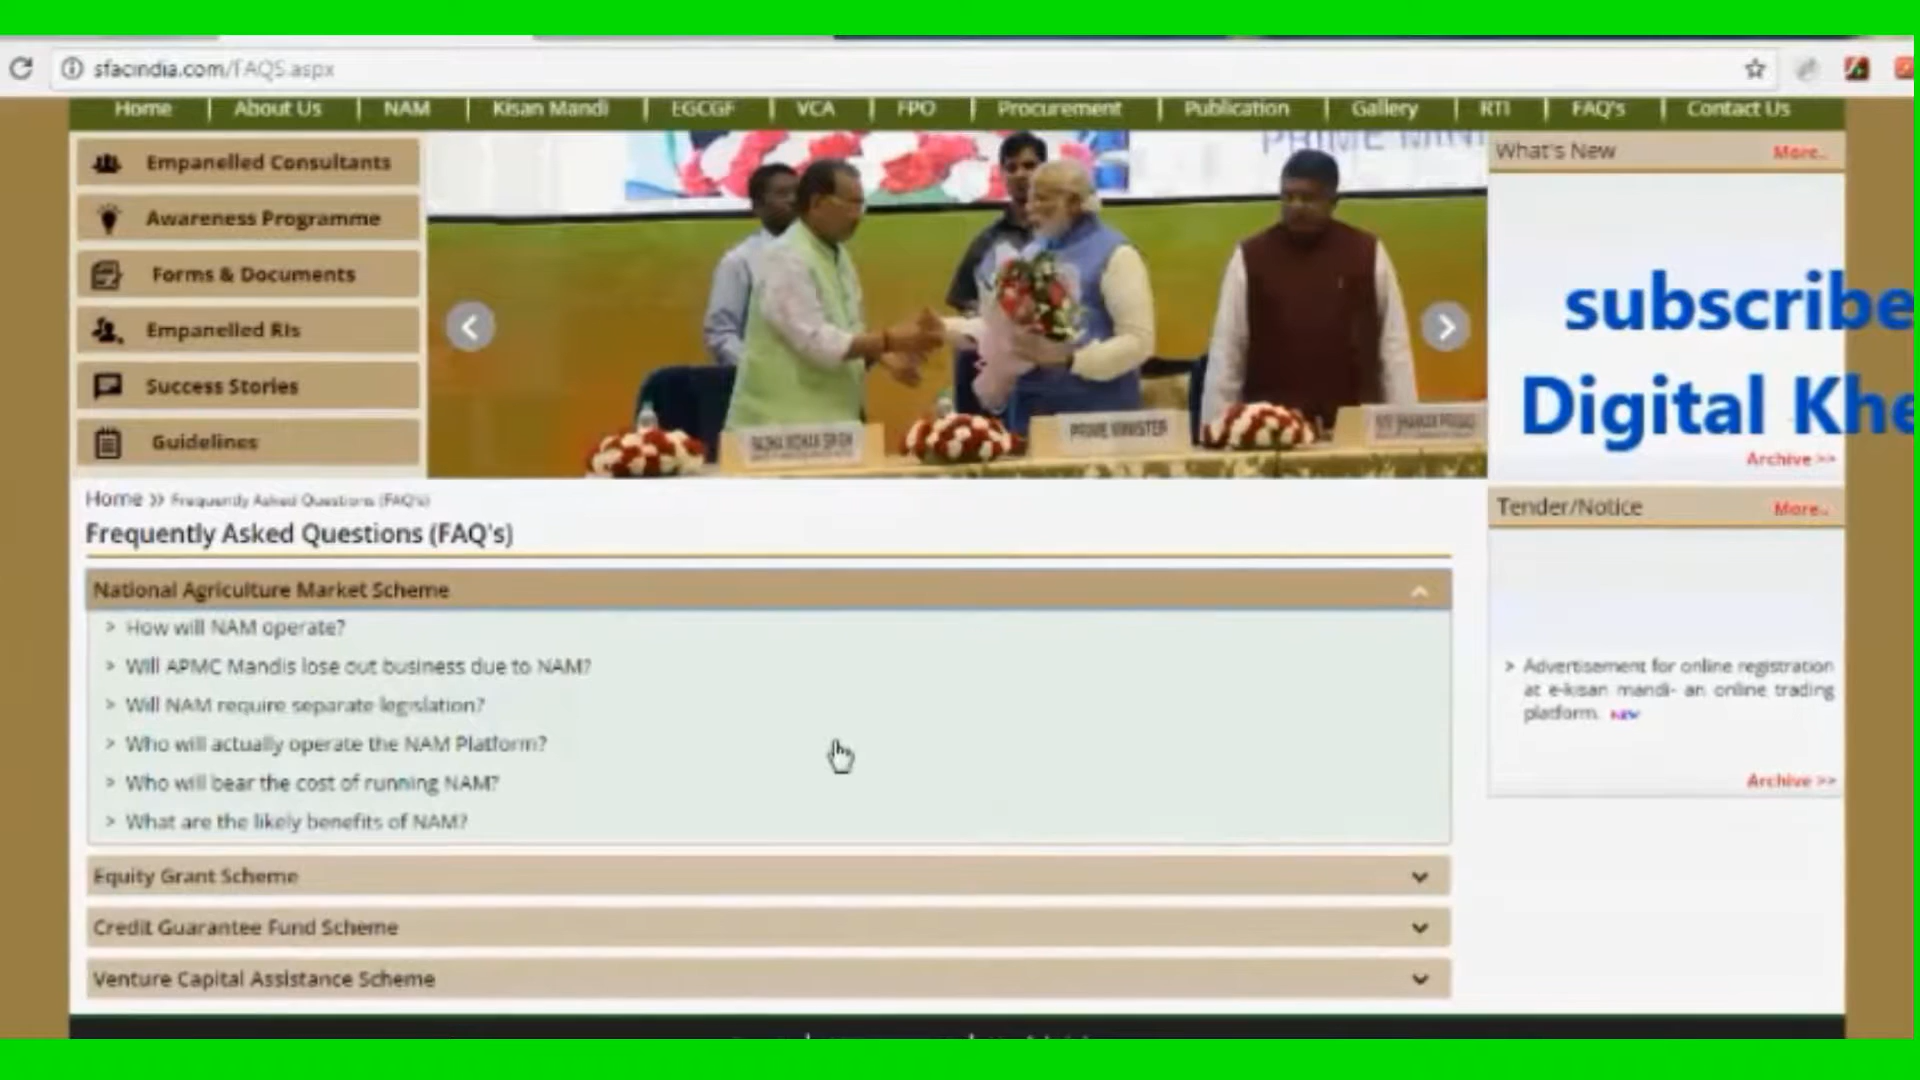 sfacindia.com/FAQS.aspx
Home | About Us | NAM | Kisan Mandi | EGCGF | VCA | FPO | Procurement | Publication | Gallery | RTI | FAQ's | Contact Us
Empanelled Consultants
Awareness Programme
Forms & Documents
Empanelled RIs
Success Stories
Guidelines
PRIME MINI
RADHA MOHAN SINGH
PRIME MINISTER
What's New More..
subscribe
Digital Khe
Archive >>
Home >> Frequently Asked Questions (FAQ's)
Frequently Asked Questions (FAQ's)
National Agriculture Market Scheme
> How will NAM operate?
> Will APMC Mandis lose out business due to NAM?
> Will NAM require separate legislation?
> Who will actually operate the NAM Platform?
> Who will bear the cost of running NAM?
> What are the likely benefits of NAM?
Equity Grant Scheme
Credit Guarantee Fund Scheme
Venture Capital Assistance Scheme
Tender/Notice More..
> Advertisement for online registration
at e-kisan mandi- an online trading
platform. NEW
Archive >>